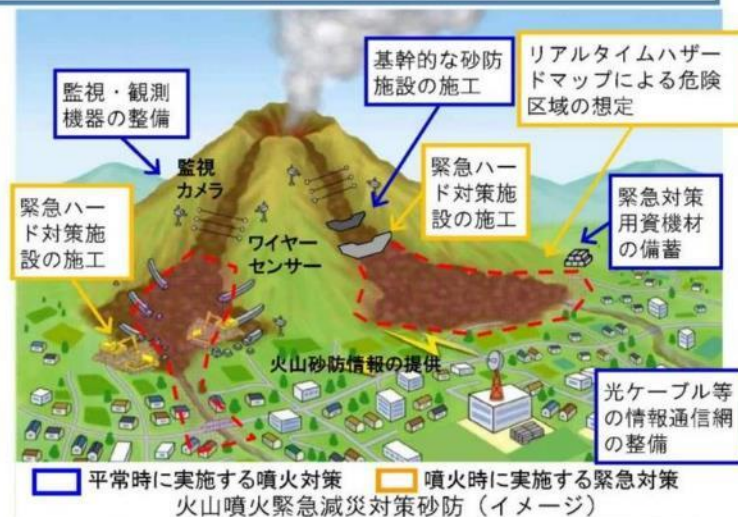 基幹的な砂防
施設の施工
リアルタイムハザー
ドマップによる危険
区域の想定
監視・観測
機器の整備
監視
カメラ
緊急ハー
ド対策施
設の施工
緊急対策
用資機材
の備蓄
緊急ハー
ド対策施
設の施工
ワイヤー
センサー
火山砂防情報の提供
光ケーブル等
の情報通信網
の整備
平常時に実施する噴火対策
噴火時に実施する緊急対策
火山噴火緊急減災対策砂防（イメージ）